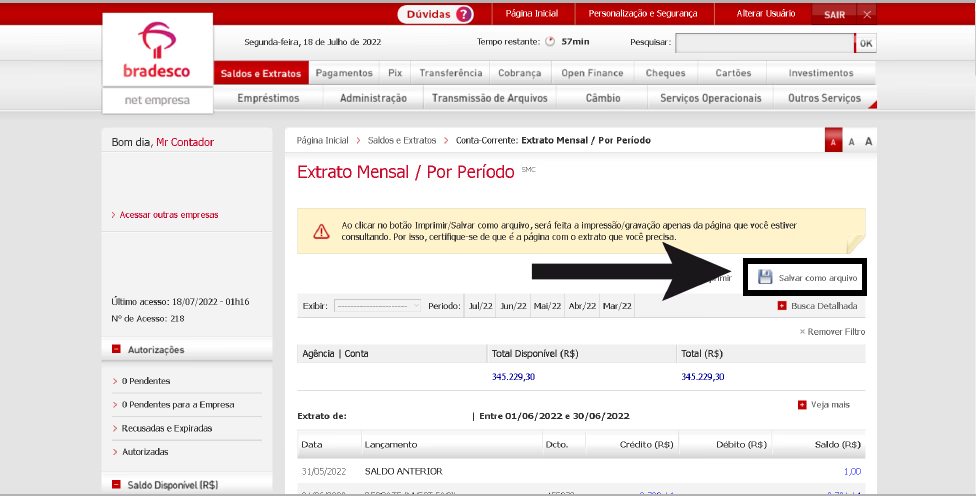 Dúvidas ?
Página Inicial
Personalização e Segurança
Alterar Usuário
SAIR
bradesco
net empresa
Segunda-feira, 18 de Julho de 2022
Tempo restante: 57min
Pesquisar:
OK
Saldos e Extratos
Pagamentos
Pix
Transferência
Cobrança
Open Finance
Cheques
Cartões
Investimentos
Empréstimos
Administração
Transmissão de Arquivos
Câmbio
Serviços Operacionais
Outros Serviços
Bom dia, Mr Contador
> Acessar outras empresas
Último acesso: 18/07/2022 - 01h16
Nº de Acesso: 218
Autorizações
> 0 Pendentes
> 0 Pendentes para a Empresa
> Recusadas e Expiradas
> Autorizadas
Saldo Disponível (R$)
Página Inicial > Saldos e Extratos > Conta-Corrente: Extrato Mensal / Por Período
A A A
Extrato Mensal / Por Período SMC
Ao clicar no botão Imprimir/Salvar como arquivo, será feita a impressão/gravação apenas da página que você estiver
consultando. Por isso, certifique-se de que é a página com o extrato que você precisa.
Salvar como arquivo
Exibir:
Periodo: Jul/22 Jun/22 Mai/22 Abr/22 Mar/22
Busca Detalhada
× Remover Filtro
Agência | Conta
Total Disponível (R$)
Total (R$)
345.229,30
345.229,30
Veja mais
Extrato de:
| Entre 01/06/2022 e 30/06/2022
Data
Lançamento
Dcto.
Crédito (R$)
Débito (R$)
Saldo (R$)
31/05/2022
SALDO ANTERIOR
1,00